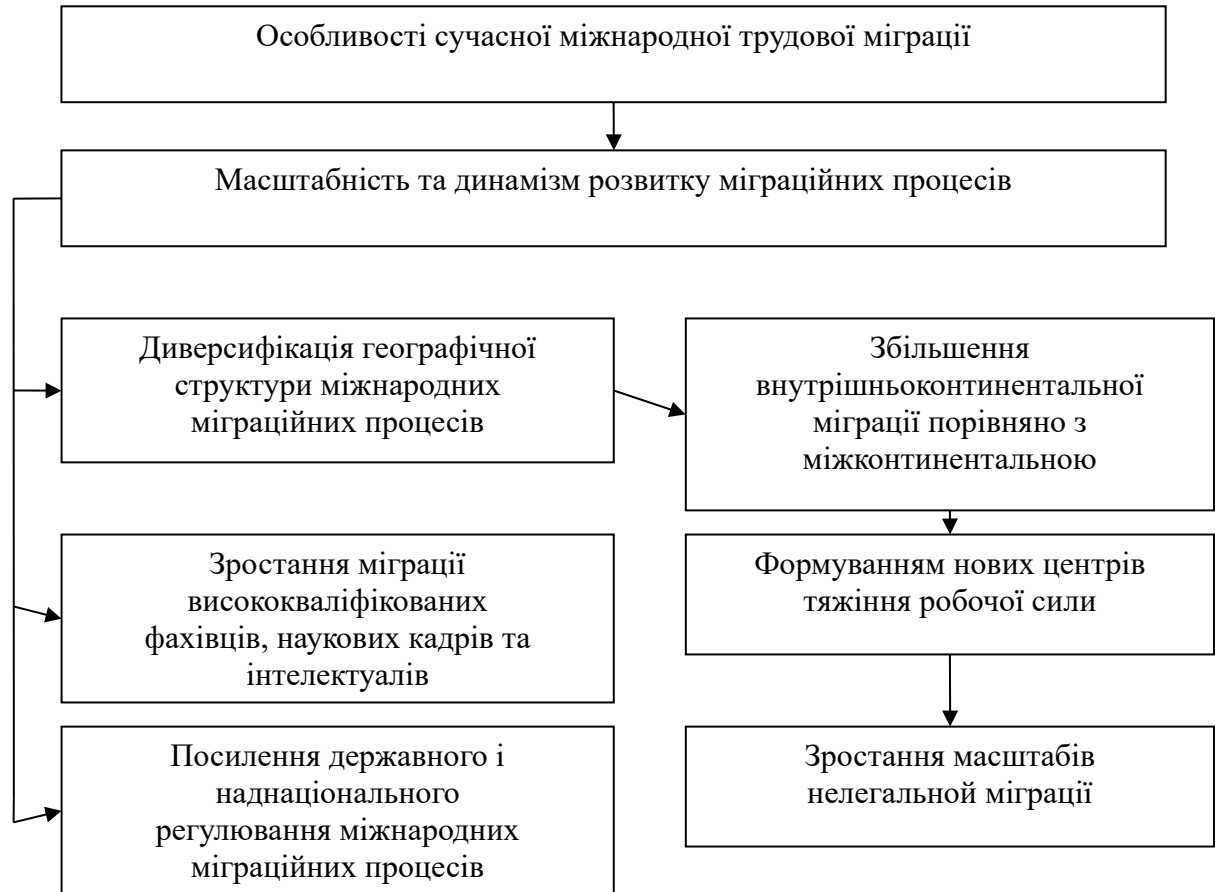 Особливості сучасної міжнародної трудової міграції
Масштабність та динамізм розвитку міграційних процесів
Диверсифікація географічної
структури міжнародних
міграційних процесів
Збільшення
внутрішньоконтинентальної
міграції порівняно з
міжконтинентальною
Зростання міграції
висококваліфікованих
фахівців, наукових кадрів та
інтелектуалів
Формуванням нових центрів
тяжіння робочої сили
Посилення державного і
наднаціонального
регулювання міжнародних
міграційних процесів
Зростання масштабів
нелегальної міграції